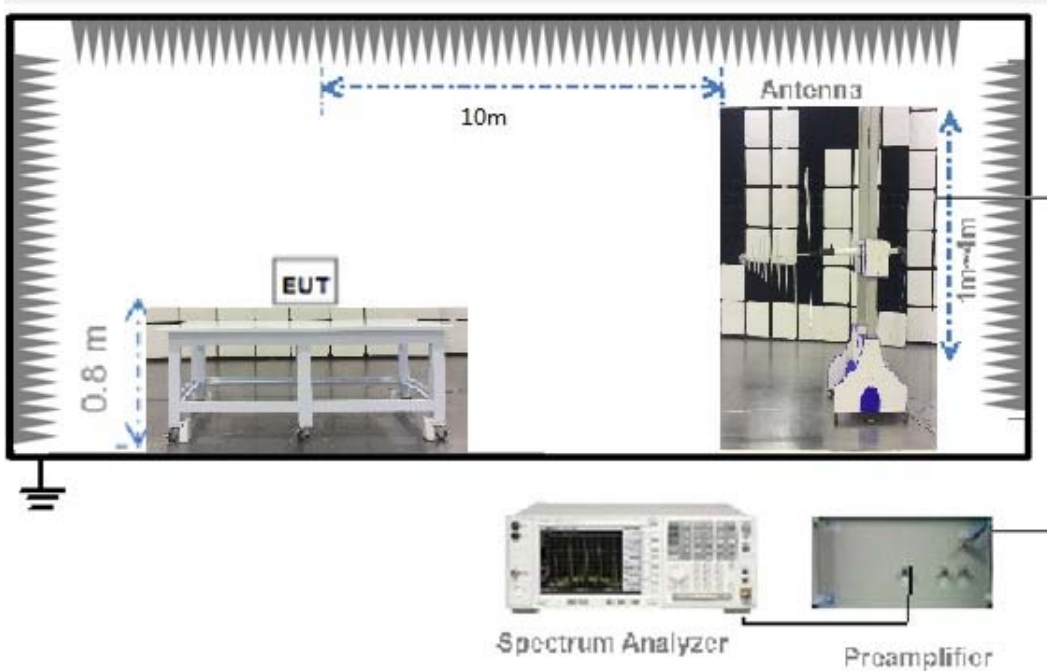 Antenna
10m
EUT
1m~4m
0.8 m
Spectrum Analyzer
Preamplifier